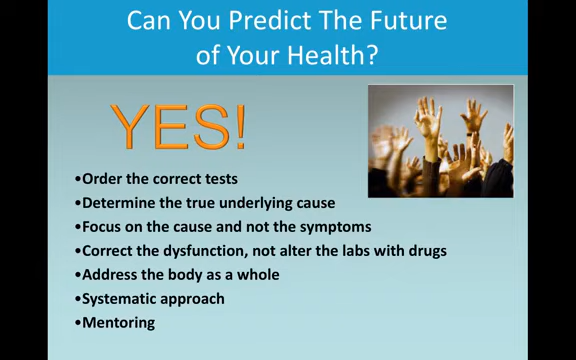 Can You Predict The Future
of Your Health?
YES!
•Order the correct tests
•Determine the true underlying cause
•Focus on the cause and not the symptoms
•Correct the dysfunction, not alter the labs with drugs
•Address the body as a whole
•Systematic approach
•Mentoring